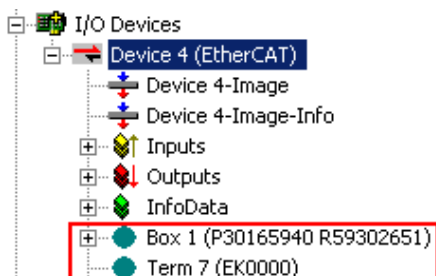 I/O Devices
Device 4 (EtherCAT)
Device 4-Image
Device 4-Image-Info
Inputs
Outputs
InfoData
Box 1 (P30165940 R59302651)
Term 7 (EK0000)